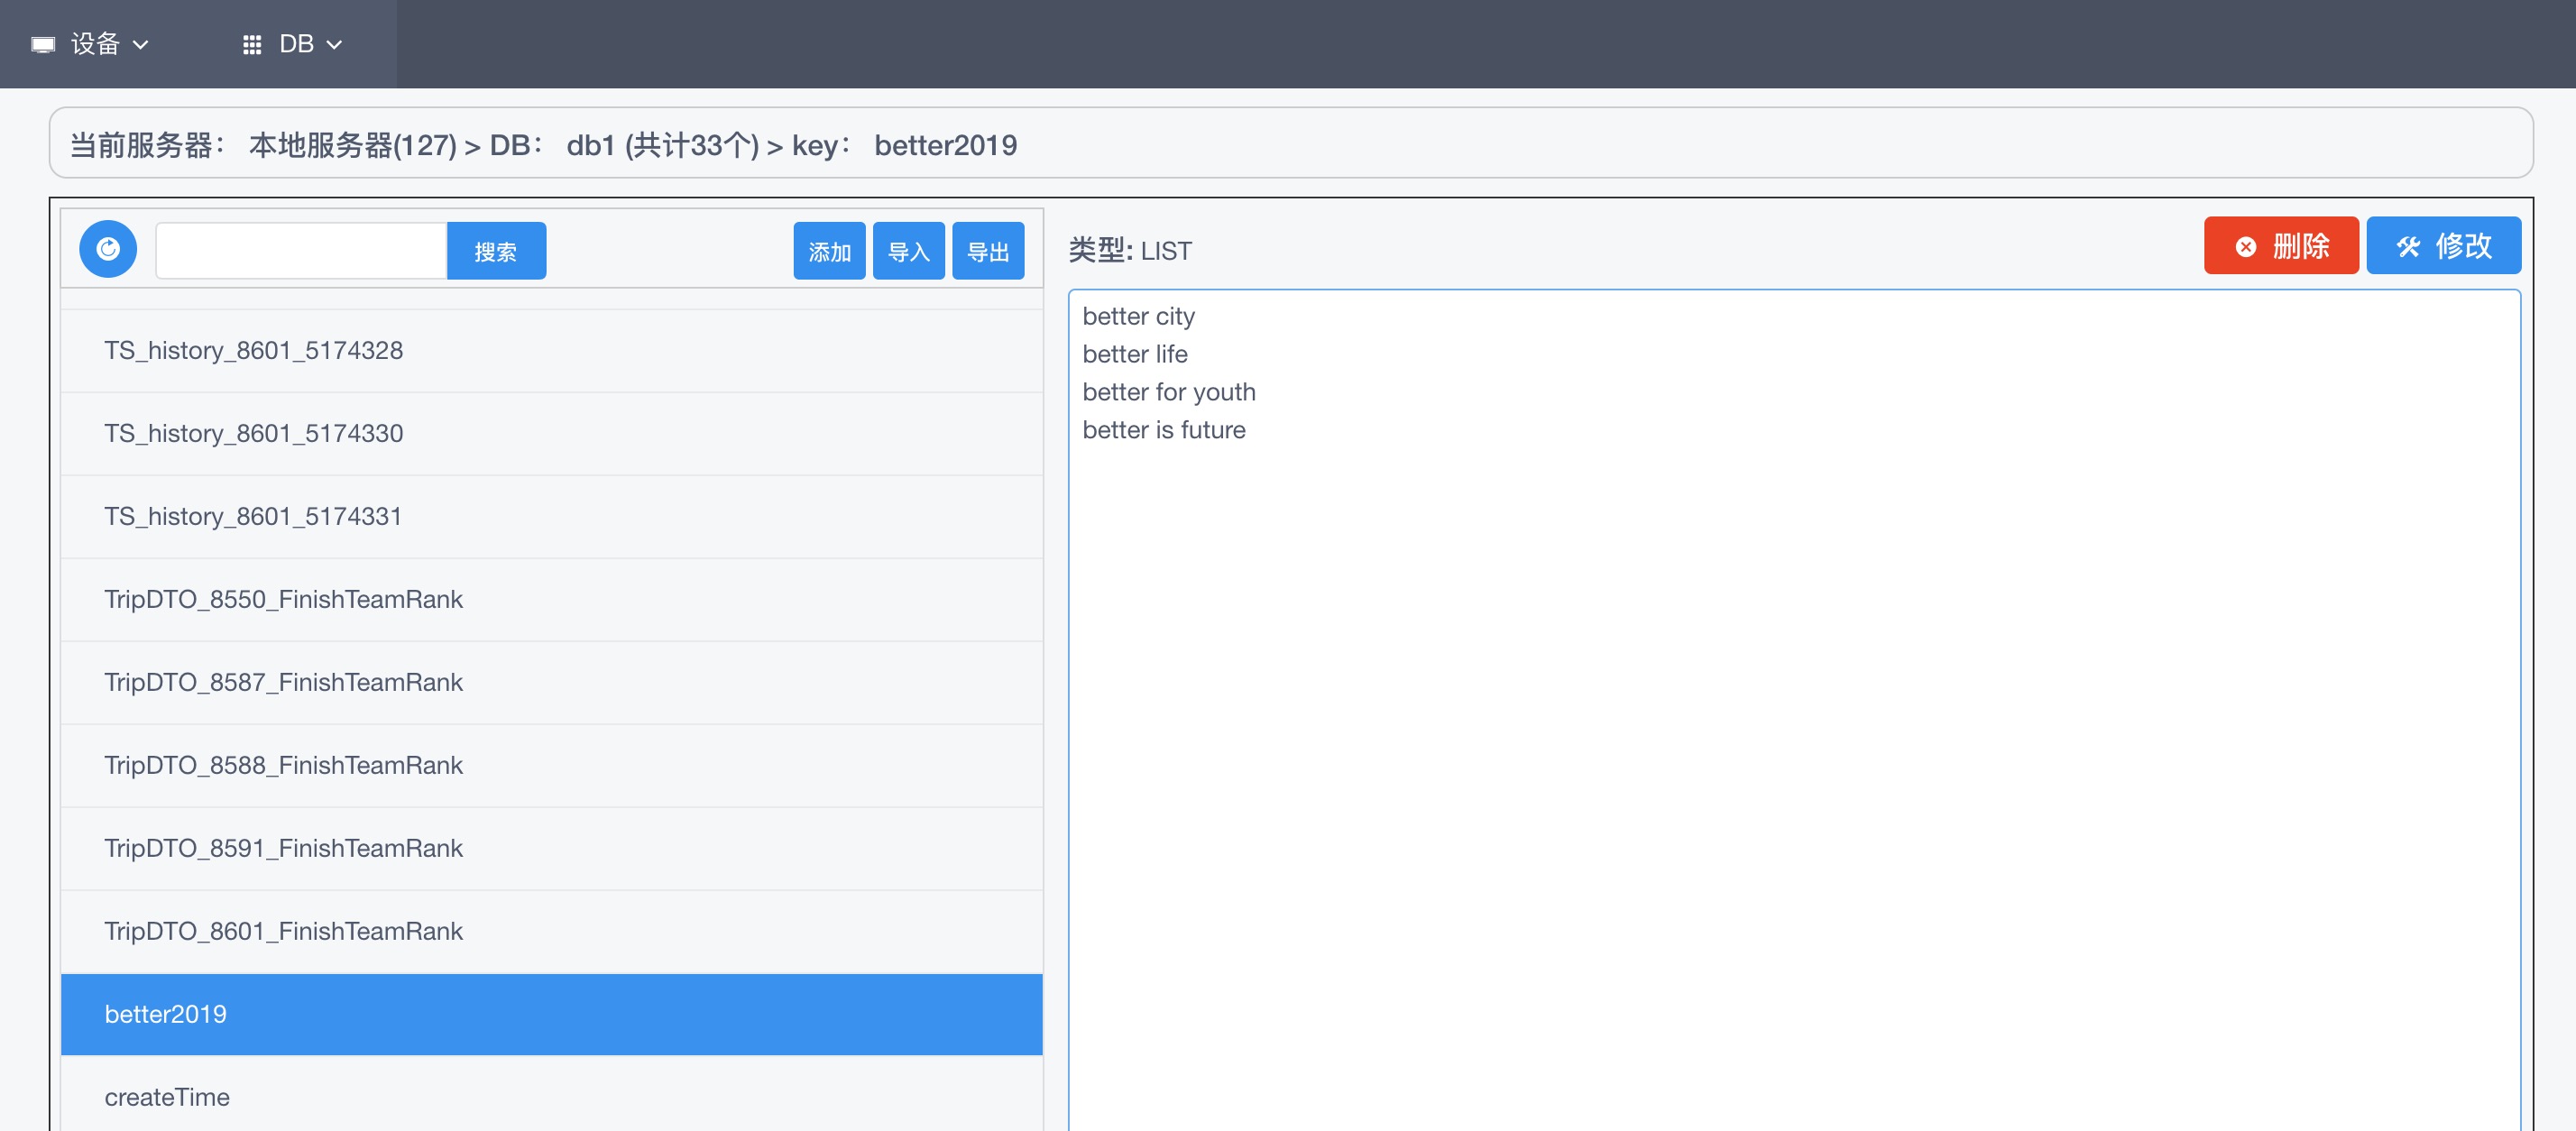 设备 DB
当前服务器： 本地服务器(127) > DB： db1 (共计33个) > key： better2019
搜索 添加 导入 导出
TS_history_8601_5174328
TS_history_8601_5174330
TS_history_8601_5174331
TripDTO_8550_FinishTeamRank
TripDTO_8587_FinishTeamRank
TripDTO_8588_FinishTeamRank
TripDTO_8591_FinishTeamRank
TripDTO_8601_FinishTeamRank
better2019
createTime
类型: LIST 删除 修改
better city
better life
better for youth
better is future